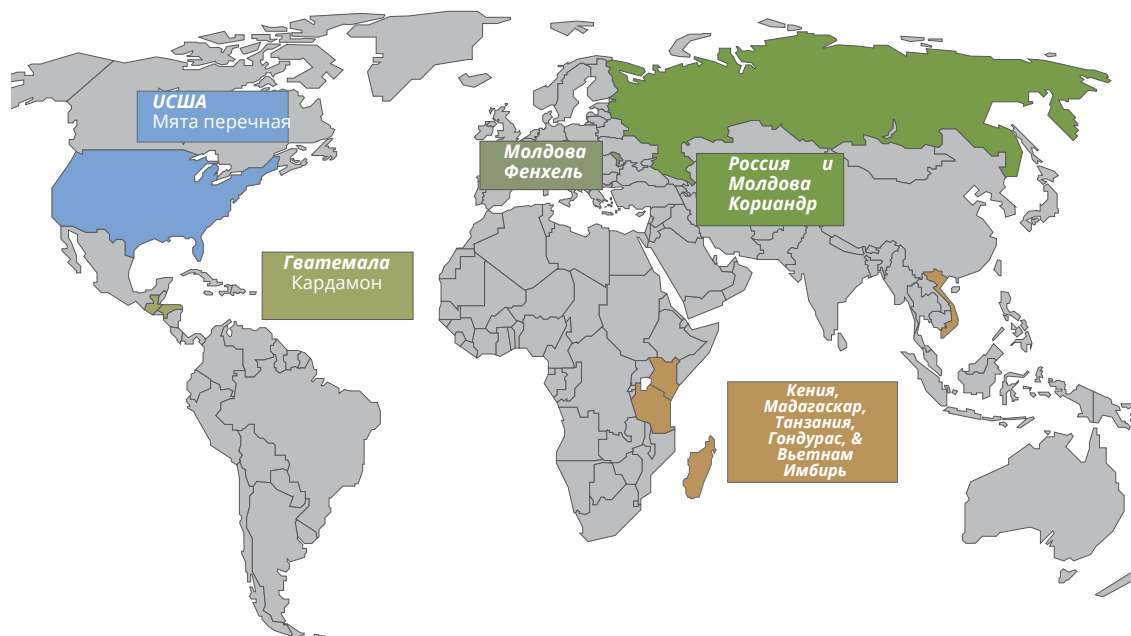 UСША
Мята перечная
Молдова
Фенхель
Россия и
Молдова
Кориандр
Гватемала
Кардамон
Кения,
Мадагаскар,
Танзания,
Гондурас, &
Вьетнам
Имбирь